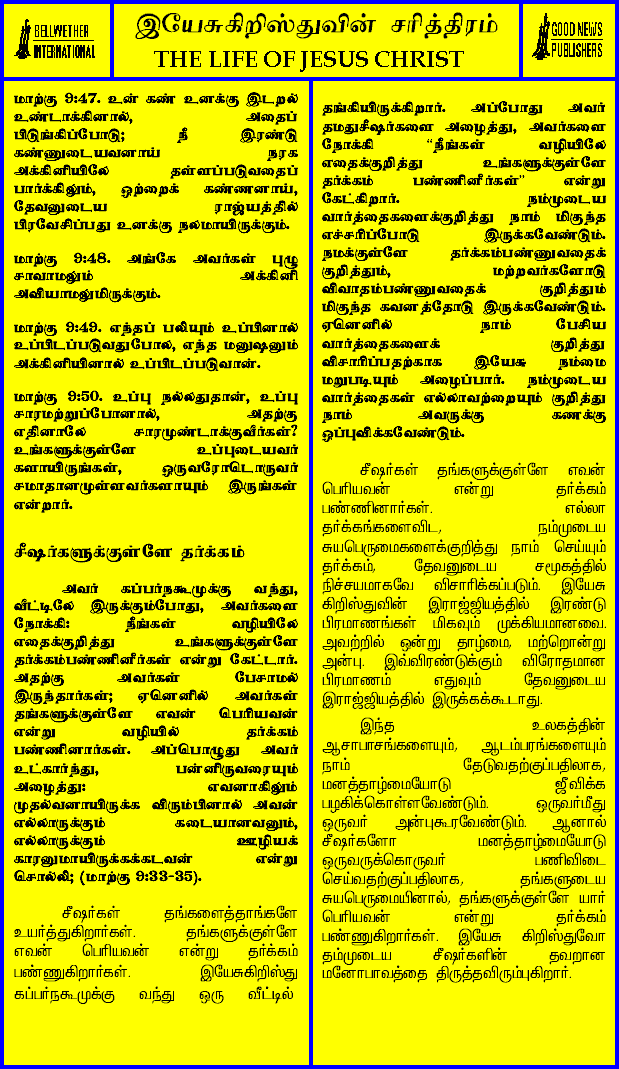 BELLWETHER
INTERNATIONAL
இயேசுகிறிஸ்துவின் சரித்திரம்
THE LIFE OF JESUS CHRIST
GOOD NEWS
PUBLISHERS
மாற்கு 9:47. உன் கண் உனக்கு இடறல்
உண்டாக்கினால், அதைப்
பிடுங்கிப்போடு; நீ இரண்டு
கண்ணுடையவனாய் நரக
அக்கினியிலே தள்ளப்படுவதைப்
பார்க்கிலும், ஒற்றைக் கண்ணனாய்,
தேவனுடைய ராஜ்யத்தில்
பிரவேசிப்பது உனக்கு நலமாயிருக்கும்.
மாற்கு 9:48. அங்கே அவர்கள் புழு
சாவாமலும் அக்கினி
அவியாமலுமிருக்கும்.
மாற்கு 9:49. எந்தப் பலியும் உப்பினால்
உப்பிடப்படுவதுபோல, எந்த மனுஷனும்
அக்கினியினால் உப்பிடப்படுவான்.
மாற்கு 9:50. உப்பு நல்லதுதான், உப்பு
சாரமற்றுப்போனால், அதற்கு
எதினாலே சாரமுண்டாக்குவீர்கள்?
உங்களுக்குள்ளே உப்புடையவர்
களாயிருங்கள், ஒருவரோடொருவர்
சமாதானமுள்ளவர்களாயும் இருங்கள்
என்றார்.
சீஷர்களுக்குள்ளே தர்க்கம்
அவர் கப்பர்நகூமுக்கு வந்து,
வீட்டிலே இருக்கும்போது, அவர்களை
நோக்கி: நீங்கள் வழியிலே
எதைக்குறித்து உங்களுக்குள்ளே
தர்க்கம்பண்ணினீர்கள் என்று கேட்டார்.
அதற்கு அவர்கள் பேசாமல்
இருந்தார்கள்; ஏனெனில் அவர்கள்
தங்களுக்குள்ளே எவன் பெரியவன்
என்று வழியில் தர்க்கம்
பண்ணினார்கள். அப்பொழுது அவர்
உட்கார்ந்து, பன்னிருவரையும்
அழைத்து: எவனாகிலும்
முதல்வனாயிருக்க விரும்பினால் அவன்
எல்லாருக்கும் கடையானவனும்,
எல்லாருக்கும் ஊழியக்
காரனுமாயிருக்கக்கடவன் என்று
சொல்லி; (மாற்கு 9:33-35).
சீஷர்கள் தங்களைத்தாங்களே
உயர்த்துகிறார்கள். தங்களுக்குள்ளே
எவன் பெரியவன் என்று தர்க்கம்
பண்ணுகிறார்கள். இயேசுகிறிஸ்து
கப்பர்நகூமுக்கு வந்து ஒரு வீட்டில்
தங்கியிருக்கிறார். அப்போது அவர்
தமதுசீஷர்களை அழைத்து, அவர்களை
நோக்கி “நீங்கள் வழியிலே
எதைக்குறித்து உங்களுக்குள்ளே
தர்க்கம் பண்ணினீர்கள்” என்று
கேட்கிறார். நம்முடைய
வார்த்தைகளைக்குறித்து நாம் மிகுந்த
எச்சரிப்போடு இருக்கவேண்டும்.
நமக்குள்ளே தர்க்கம்பண்ணுவதைக்
குறித்தும், மற்றவர்களோடு
விவாதம்பண்ணுவதைக் குறித்தும்
மிகுந்த கவனத்தோடு இருக்கவேண்டும்.
ஏனெனில் நாம் பேசிய
வார்த்தைகளைக் குறித்து
விசாரிப்பதற்காக இயேசு நம்மை
மறுபடியும் அழைப்பார். நம்முடைய
வார்த்தைகள் எல்லாவற்றையும் குறித்து
நாம் அவருக்கு கணக்கு
ஒப்புவிக்கவேண்டும்.
சீஷர்கள் தங்களுக்குள்ளே எவன்
பெரியவன் என்று தர்க்கம்
பண்ணினார்கள். எல்லா
தர்க்கங்களைவிட, நம்முடைய
சுயபெருமைகளைக்குறித்து நாம் செய்யும்
தர்க்கம், தேவனுடைய சமூகத்தில்
நிச்சயமாகவே விசாரிக்கப்படும். இயேசு
கிறிஸ்துவின் இராஜ்ஜியத்தில் இரண்டு
பிரமாணங்கள் மிகவும் முக்கியமானவை.
அவற்றில் ஒன்று தாழ்மை, மற்றொன்று
அன்பு. இவ்விரண்டுக்கும் விரோதமான
பிரமாணம் எதுவும் தேவனுடைய
இராஜ்ஜியத்தில் இருக்கக்கூடாது.
இந்த உலகத்தின்
ஆசாபாசங்களையும், ஆடம்பரங்களையும்
நாம் தேடுவதற்குப்பதிலாக,
மனத்தாழ்மையோடு ஜீவிக்க
பழகிக்கொள்ளவேண்டும். ஒருவர்மீது
ஒருவர் அன்புகூரவேண்டும். ஆனால்
சீஷர்களோ மனத்தாழ்மையோடு
ஒருவருக்கொருவர் பணிவிடை
செய்வதற்குப்பதிலாக, தங்களுடைய
சுயபெருமையினால், தங்களுக்குள்ளே யார்
பெரியவன் என்று தர்க்கம்
பண்ணுகிறார்கள். இயேசு கிறிஸ்துவோ
தம்முடைய சீஷர்களின் தவறான
மனோபாவத்தை திருத்தவிரும்புகிறார்.